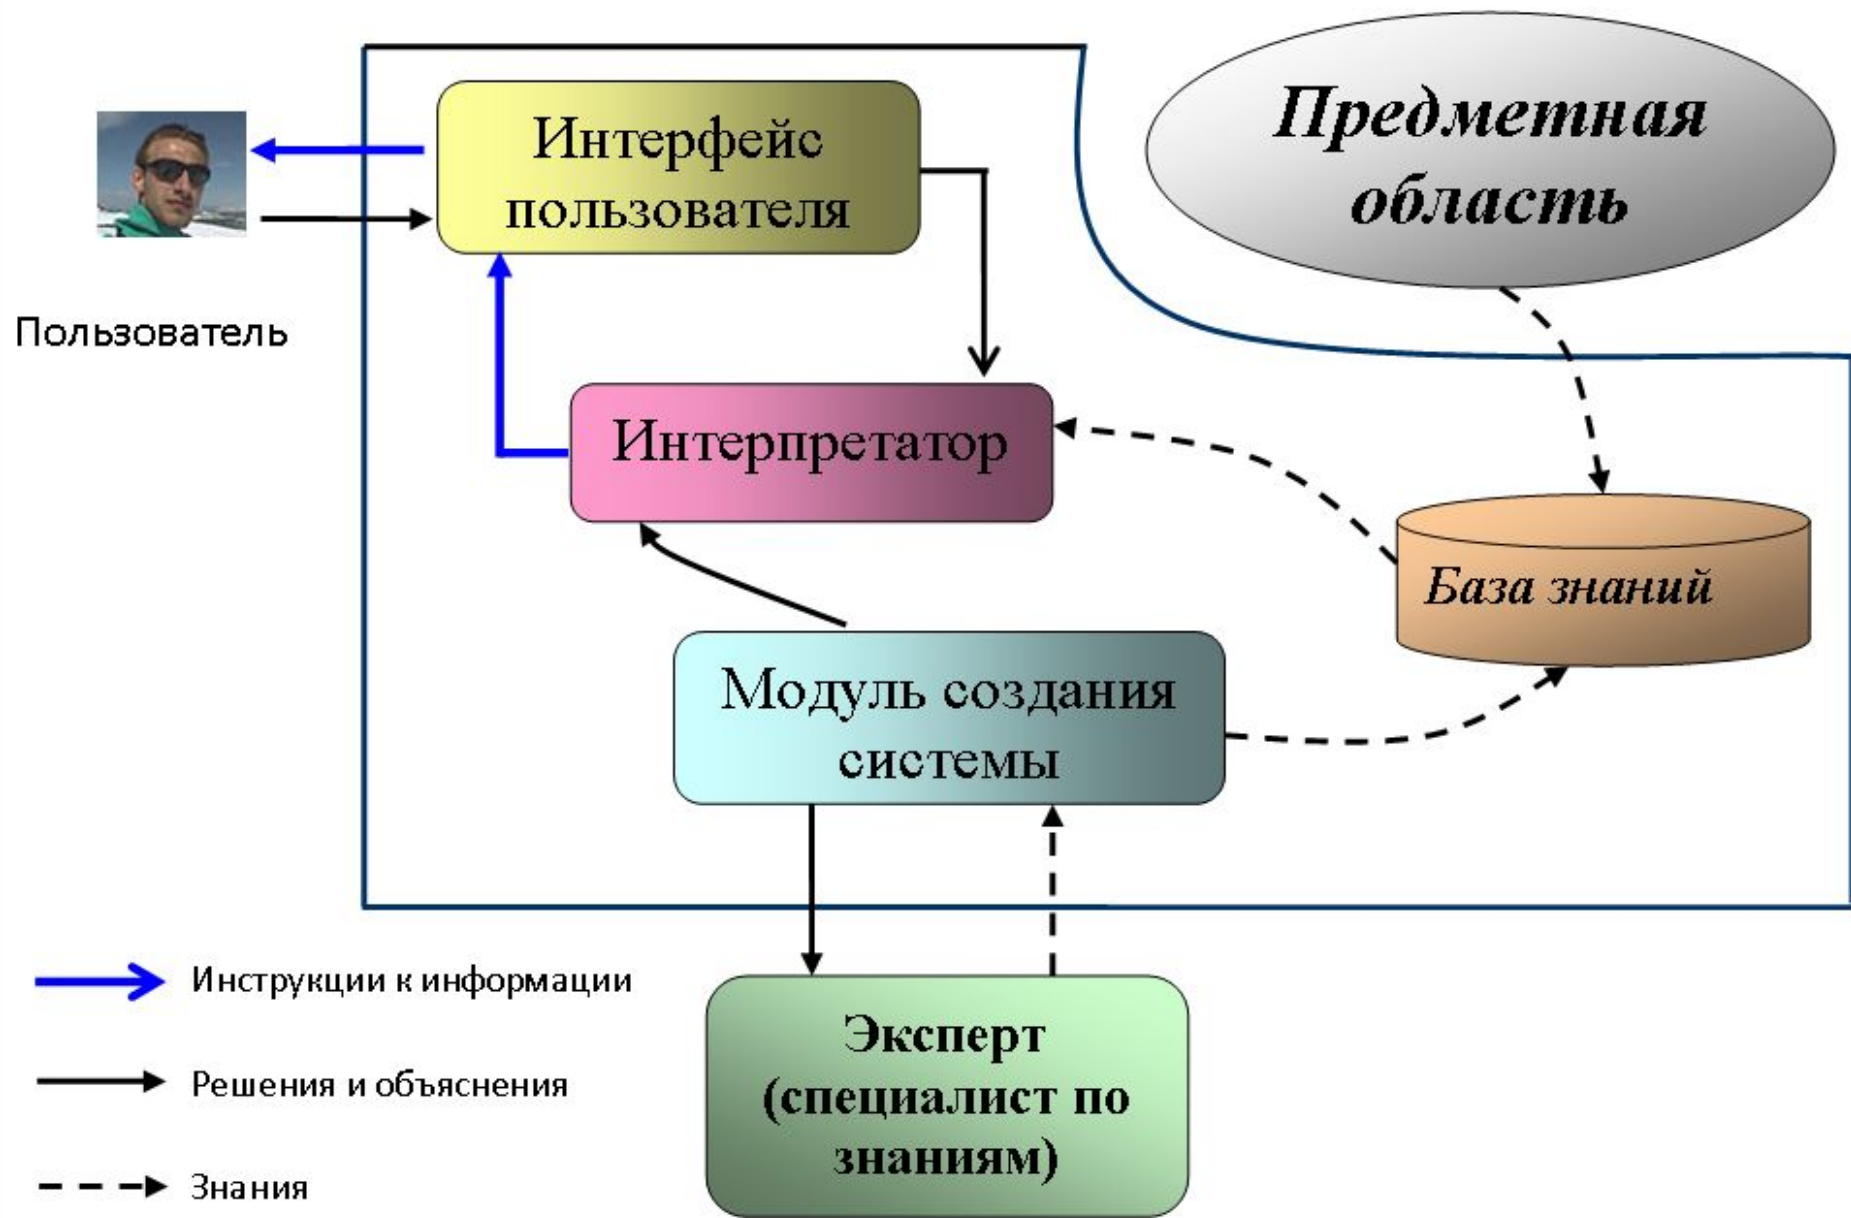 Интерфейс
пользователя
Предметная
область
Пользователь
Интерпретатор
База знаний
Модуль создания
системы
Инструкции к информации
Решения и объяснения
Знания
Эксперт
(специалист по
знаниям)